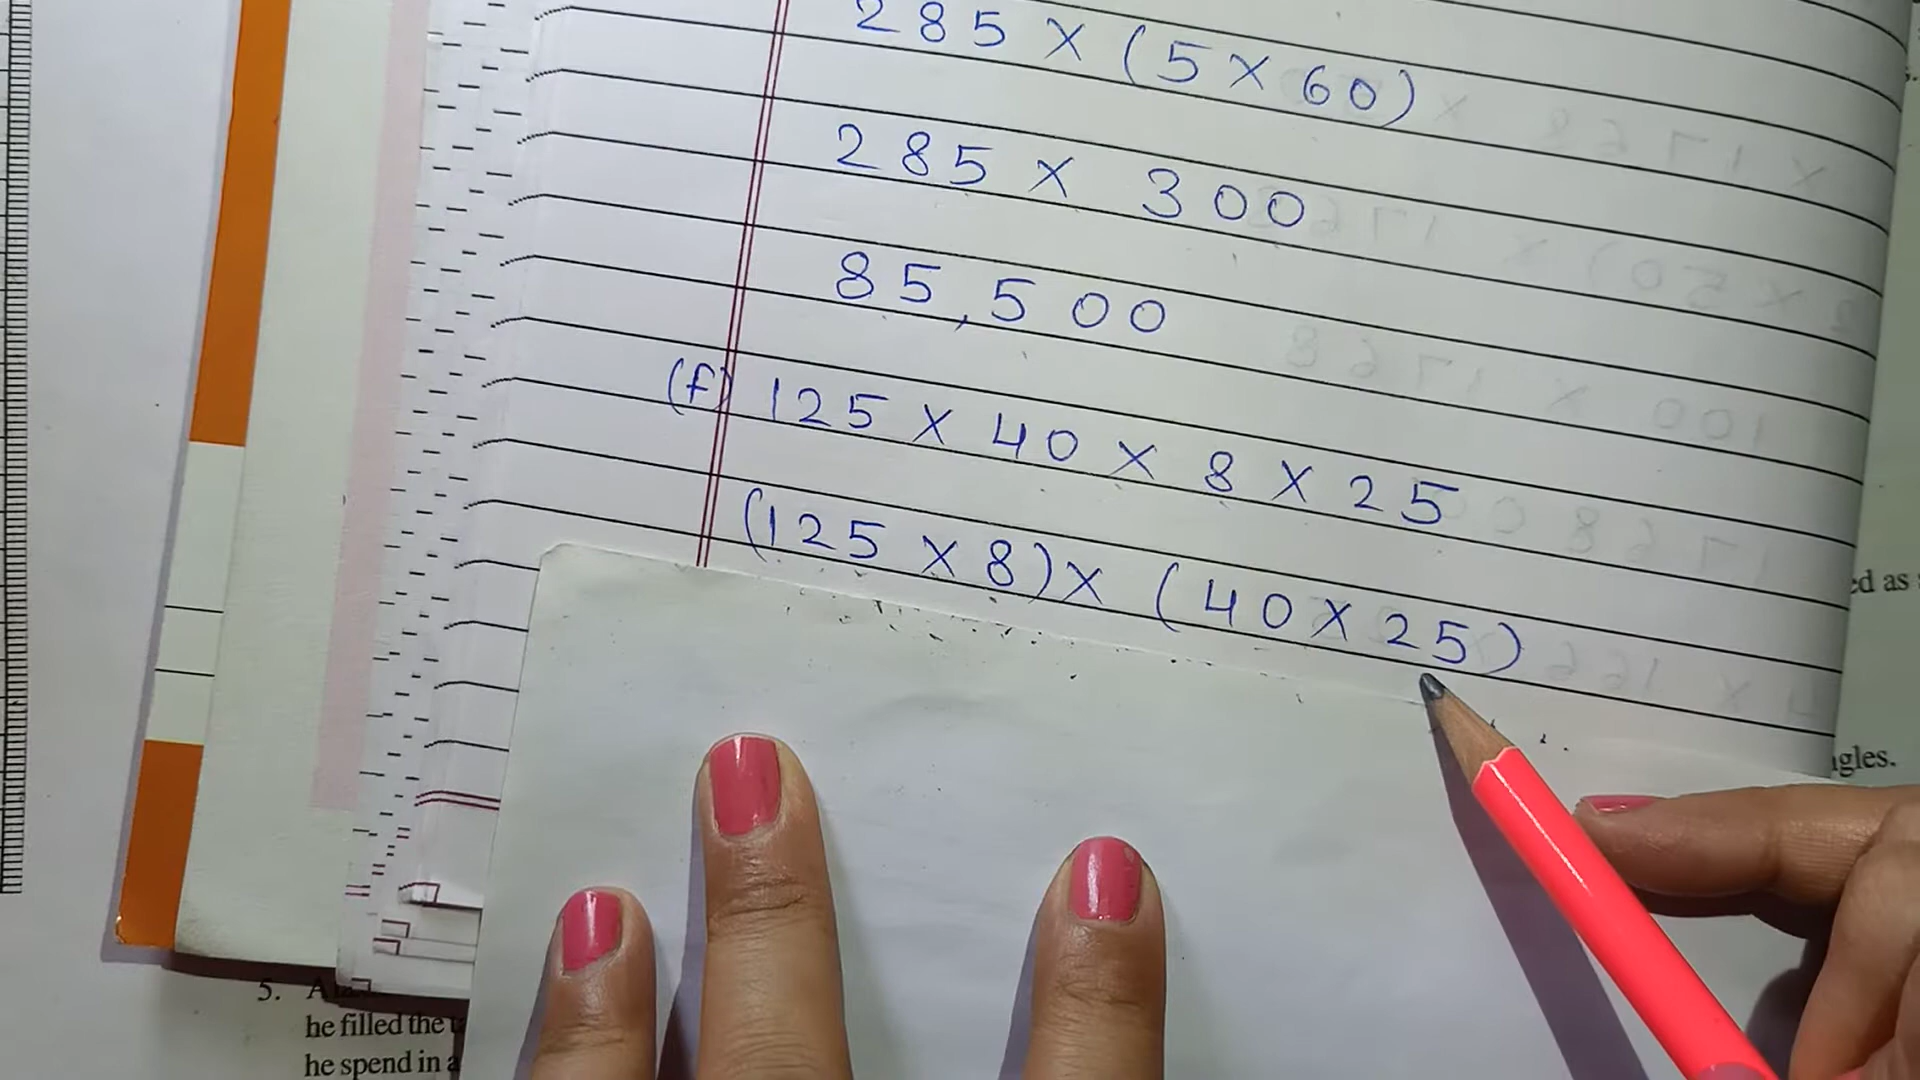 285 × (5 × 60)
285 × 300
85,500
(f) 125 × 40 × 8 × 25
(125 × 8) × (40 × 25)
ed as
gles.
5.
he filled the
he spend in a